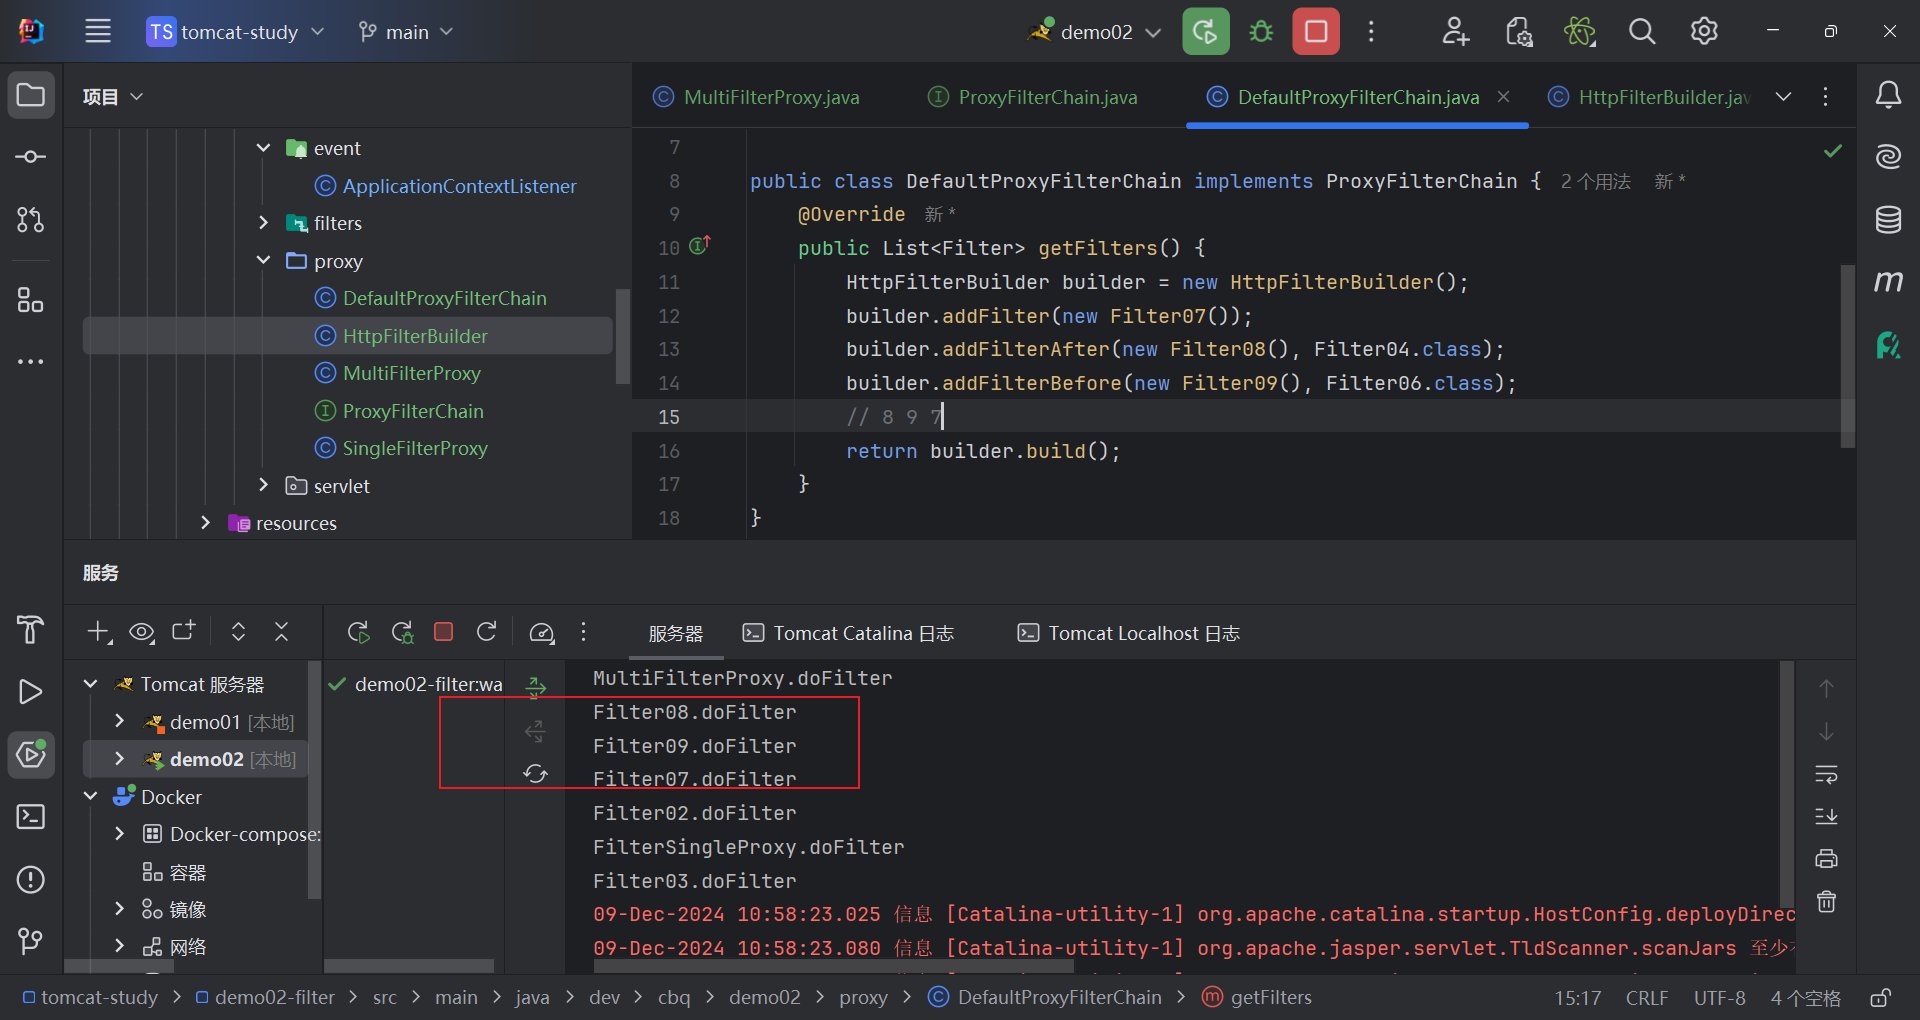 TS tomcat-study
main
demo02
项目
event
ApplicationContextListener
filters
proxy
DefaultProxyFilterChain
HttpFilterBuilder
MultiFilterProxy
ProxyFilterChain
SingleFilterProxy
servlet
resources
MultiFilterProxy.java
ProxyFilterChain.java
DefaultProxyFilterChain.java
HttpFilterBuilder.jav
7
8 public class DefaultProxyFilterChain implements ProxyFilterChain { 2 个用法 新 *
9 @Override 新 *
10 public List<Filter> getFilters() {
11 HttpFilterBuilder builder = new HttpFilterBuilder();
12 builder.addFilter(new Filter07());
13 builder.addFilterAfter(new Filter08(), Filter04.class);
14 builder.addFilterBefore(new Filter09(), Filter06.class);
15 // 8 9 7
16 return builder.build();
17 }
18 }
服务
服务器
Tomcat Catalina 日志
Tomcat Localhost 日志
Tomcat 服务器
demo01 [本地]
demo02 [本地]
Docker
Docker-compose:
容器
镜像
网络
demo02-filter:wa
MultiFilterProxy.doFilter
Filter08.doFilter
Filter09.doFilter
Filter07.doFilter
Filter02.doFilter
FilterSingleProxy.doFilter
Filter03.doFilter
09-Dec-2024 10:58:23.025 信息 [Catalina-utility-1] org.apache.catalina.startup.HostConfig.deployDirec
09-Dec-2024 10:58:23.080 信息 [Catalina-utility-1] org.apache.jasper.servlet.TldScanner.scanJars 至少
tomcat-study > demo02-filter > src > main > java > dev > cbq > demo02 > proxy > DefaultProxyFilterChain > getFilters
15:17 CRLF UTF-8 4 个空格